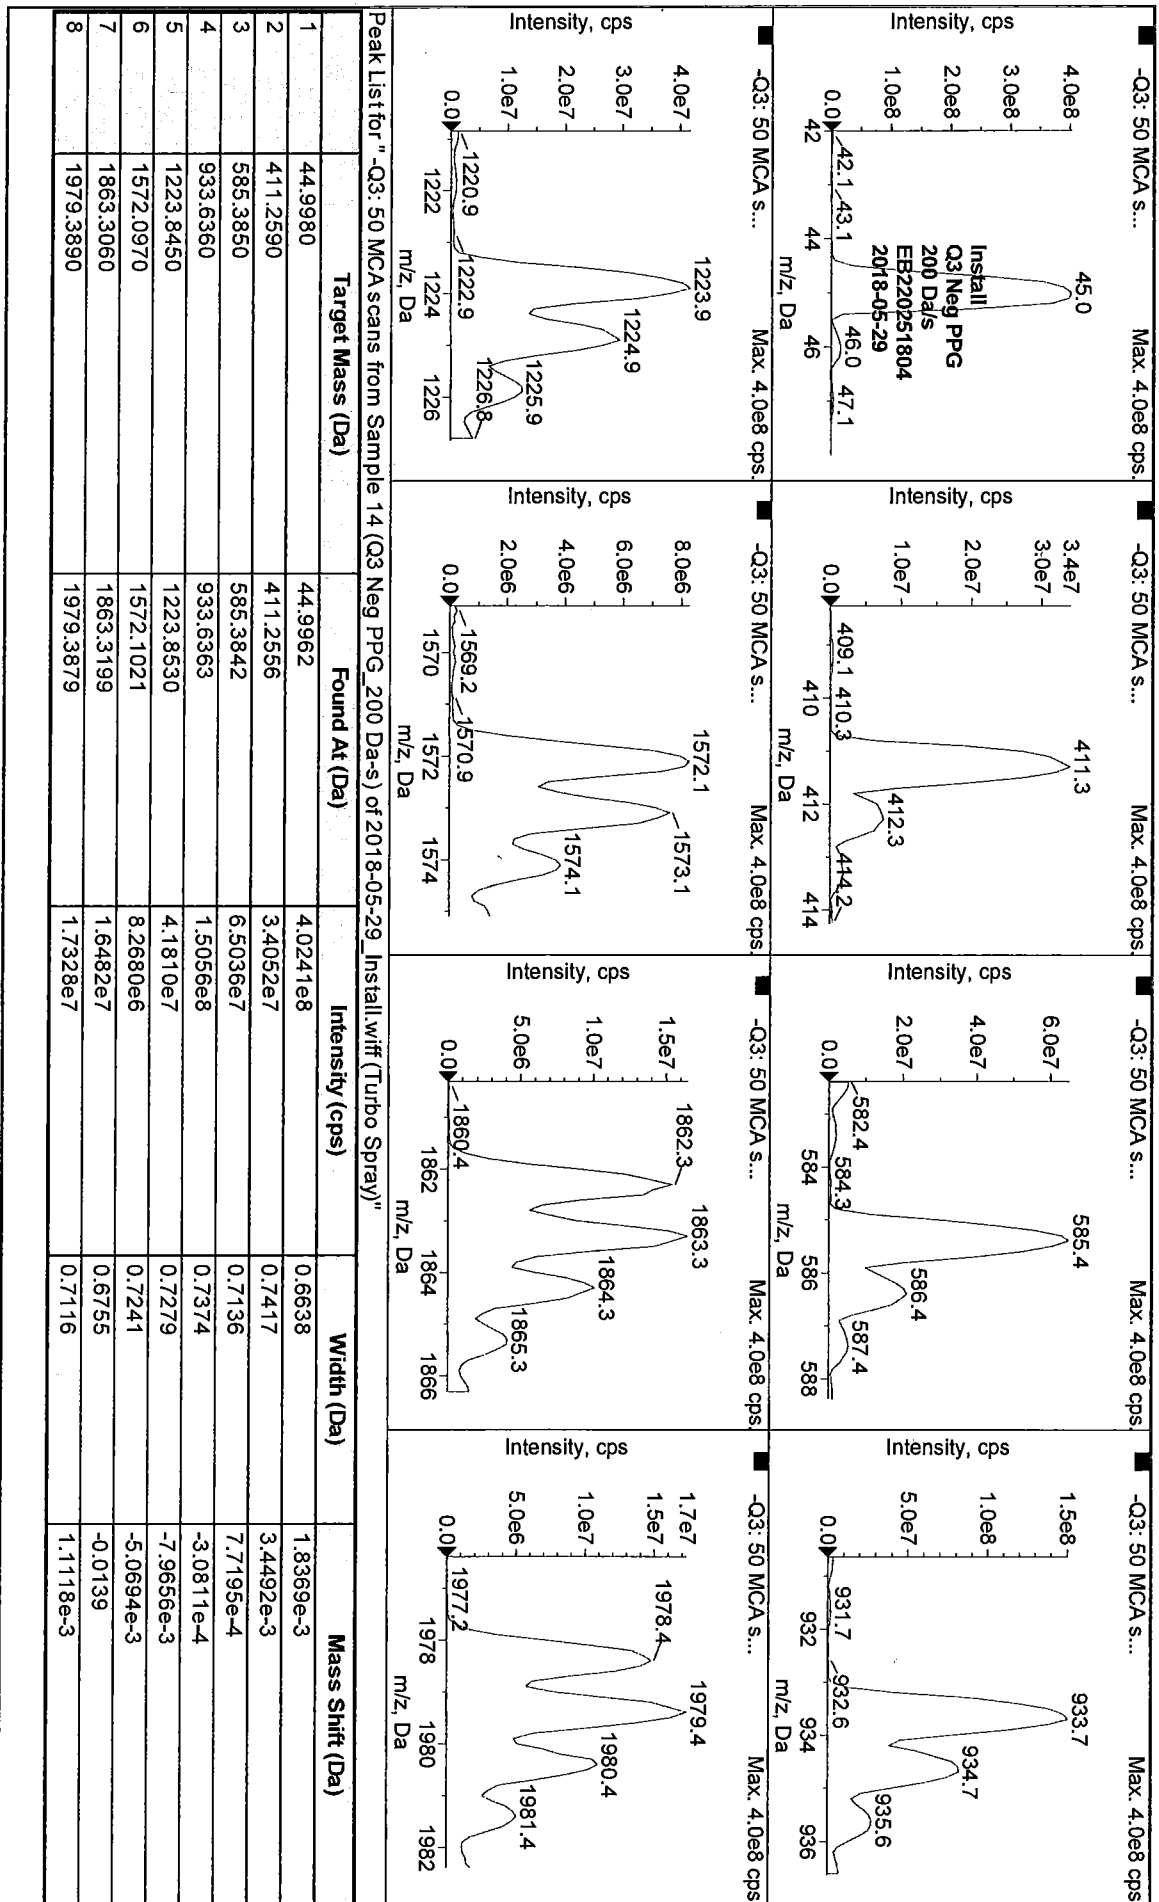 -Q3: 50 MCA s... Max. 4.0e8 cps.
Intensity, cps
4.0e8
3.0e8
2.0e8
1.0e8
0.0
42.1
43.1
45.0
46.0
47.1
Install
Q3 Neg PPG
200 Da/s
EB220251804
2018-05-29
42 44 46
m/z, Da
-Q3: 50 MCA s... Max. 4.0e8 cps.
Intensity, cps
3.4e7
3.0e7
2.0e7
1.0e7
0.0
409.1
410.3
411.3
412.3
414.2
410 412 414
m/z, Da
-Q3: 50 MCA s... Max. 4.0e8 cps.
Intensity, cps
6.0e7
4.0e7
2.0e7
0.0
582.4
584.3
585.4
586.4
587.4
584 586 588
m/z, Da
-Q3: 50 MCA s... Max. 4.0e8 cps
Intensity, cps
1.5e8
1.0e8
5.0e7
0.0
931.7
932.6
933.7
934.7
935.6
932 934 936
m/z, Da
-Q3: 50 MCA s... Max. 4.0e8 cps.
Intensity, cps
4.0e7
3.0e7
2.0e7
1.0e7
0.0
1220.9
1222.9
1223.9
1224.9
1225.9
1226.8
1222 1224 1226
m/z, Da
-Q3: 50 MCA s... Max. 4.0e8 cps.
Intensity, cps
8.0e6
6.0e6
4.0e6
2.0e6
0.0
1569.2
1570.9
1572.1
1573.1
1574.1
1570 1572 1574
m/z, Da
-Q3: 50 MCA s... Max. 4.0e8 cps.
Intensity, cps
1.5e7
1.0e7
5.0e6
0.0
1860.4
1862.3
1863.3
1864.3
1865.3
1862 1864 1866
m/z, Da
-Q3: 50 MCA s... Max. 4.0e8 cps
Intensity, cps
1.7e7
1.5e7
1.0e7
5.0e6
0.0
1977.2
1978.4
1979.4
1980.4
1981.4
1978 1980 1982
m/z, Da
Peak List for "-Q3: 50 MCA scans from Sample 14 (Q3 Neg PPG_200 Da-s) of 2018-05-29_Install.wiff (Turbo Spray)"
Target Mass (Da) Found At (Da) Intensity (cps) Width (Da) Mass Shift (Da)
1 44.9980 44.9962 4.0241e8 0.6638 1.8369e-3
2 411.2590 411.2556 3.4052e7 0.7417 3.4492e-3
3 585.3850 585.3842 6.5036e7 0.7136 7.7195e-4
4 933.6360 933.6363 1.5056e8 0.7374 -3.0811e-4
5 1223.8450 1223.8530 4.1810e7 0.7279 -7.9656e-3
6 1572.0970 1572.1021 8.2680e6 0.7241 -5.0694e-3
7 1863.3060 1863.3199 1.6482e7 0.6755 -0.0139
8 1979.3890 1979.3879 1.7328e7 0.7116 1.1118e-3